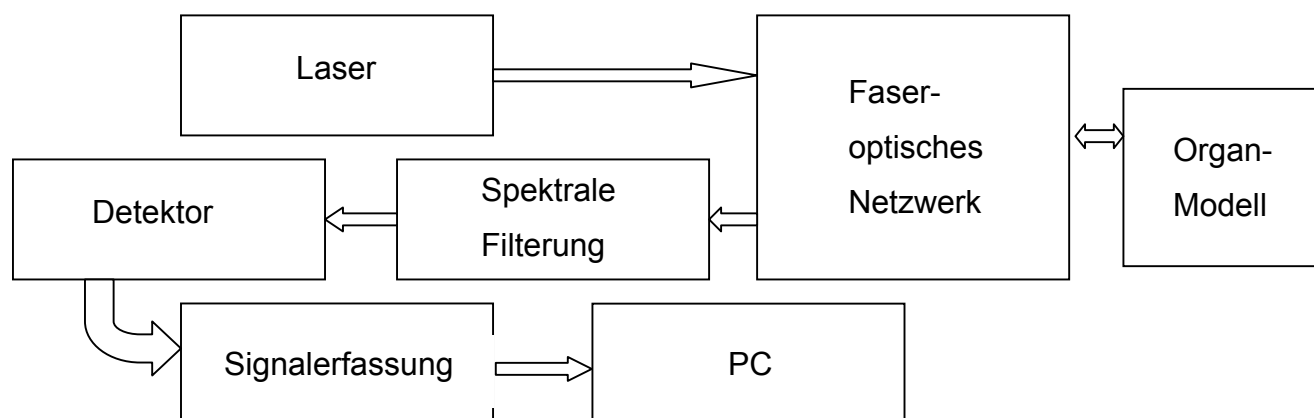 Laser
Faser-
optisches
Netzwerk
Organ-
Modell
Spektrale
Filterung
Detektor
Signalerfassung
PC